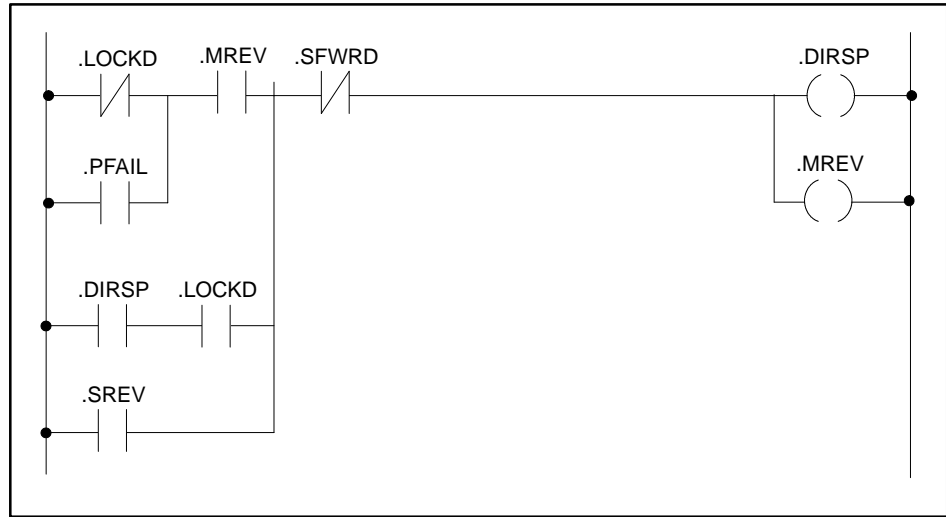 .LOCKD .MREV .SFWRD .DIRSP
.PFAIL .MREV
.DIRSP .LOCKD
.SREV